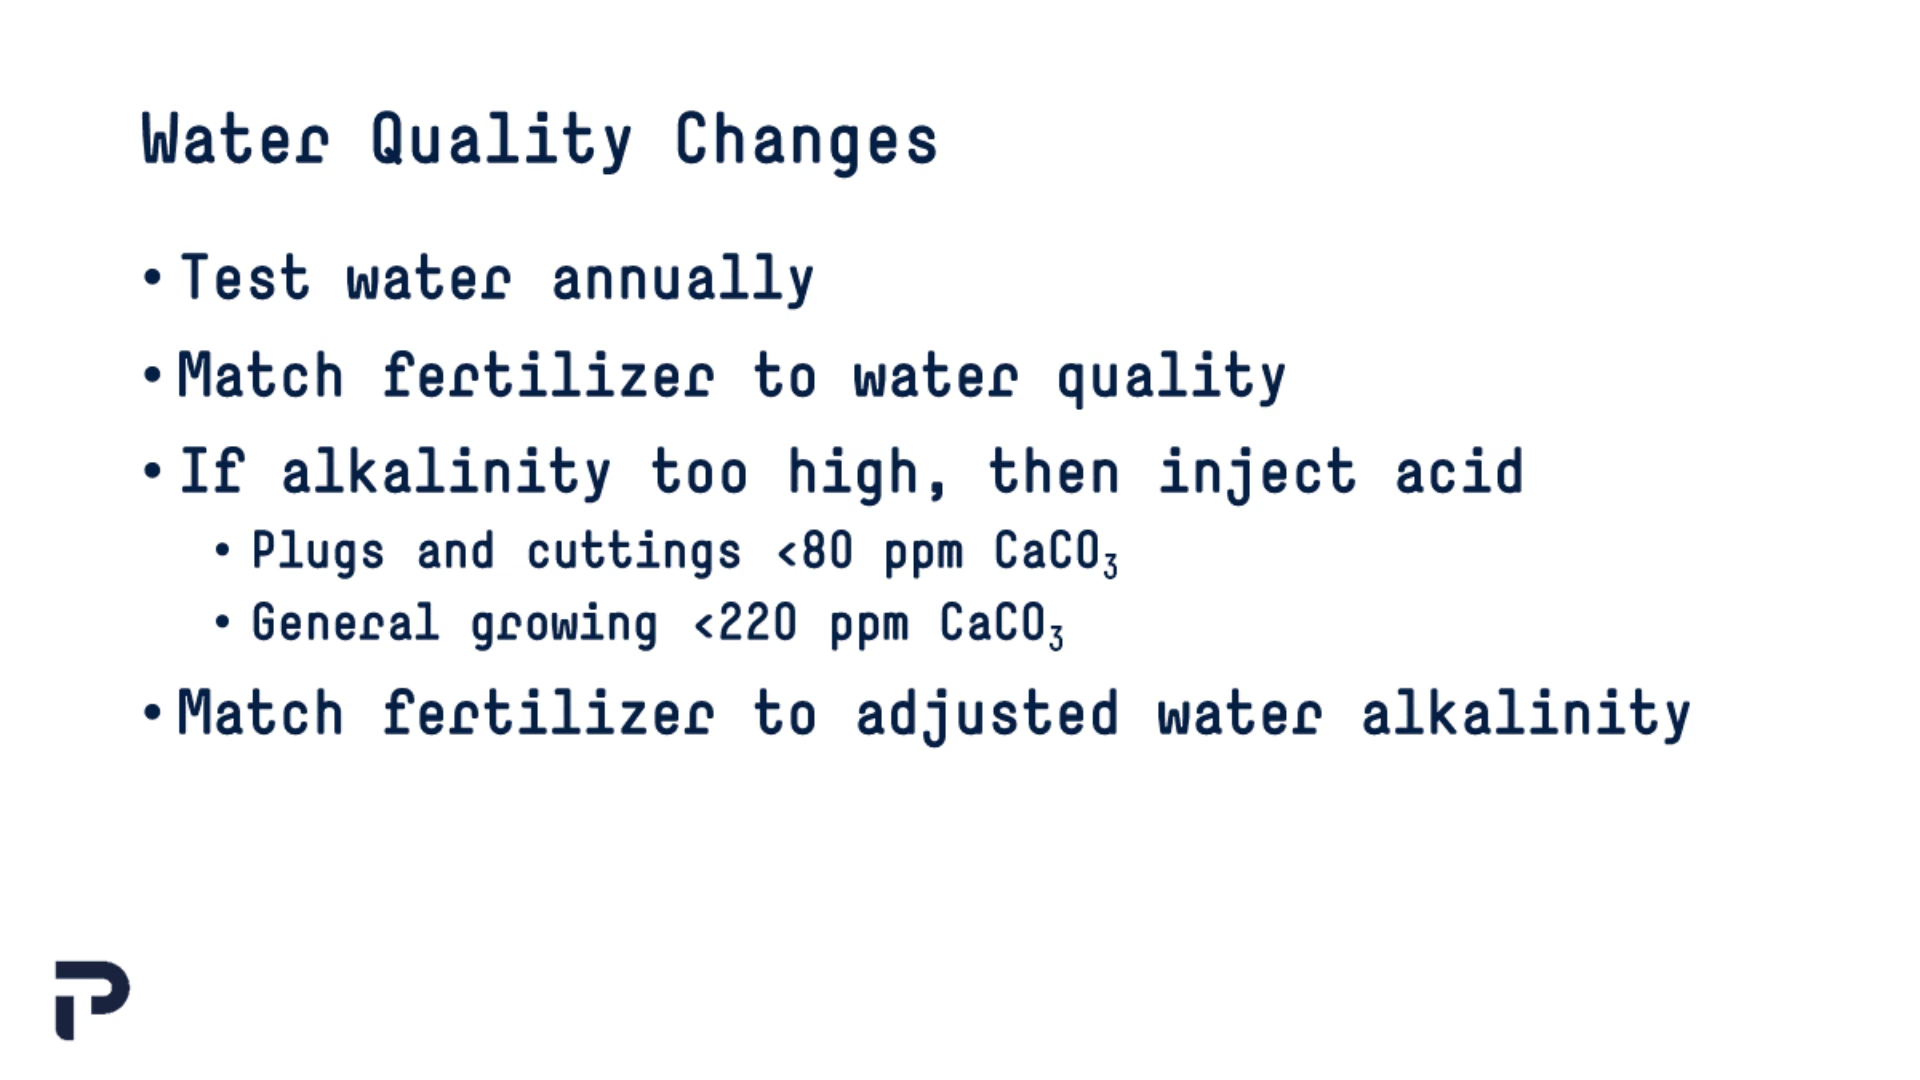 Water Quality Changes
• Test water annually
• Match fertilizer to water quality
• If alkalinity too high, then inject acid
• Plugs and cuttings <80 ppm CaCO₃
• General growing <220 ppm CaCO₃
• Match fertilizer to adjusted water alkalinity
P